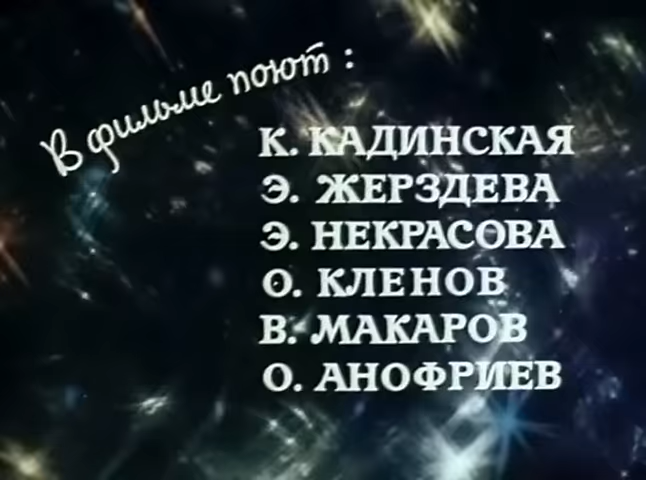 В фильме поют:
К. КАДИНСКАЯ
Э. ЖЕРЗДЕВА
Э. НЕКРАСОВА
О. КЛЕНОВ
В. МАКАРОВ
О. АНОФРИЕВ